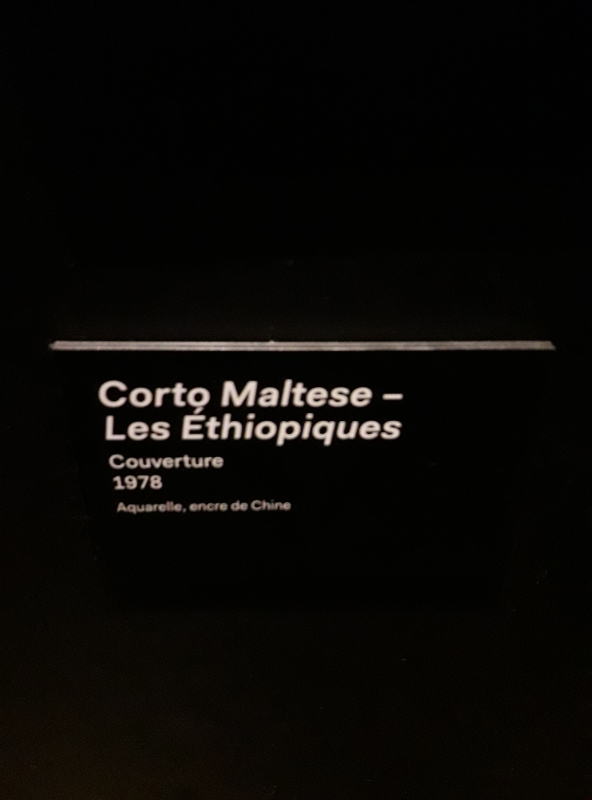 Corto Maltese –
Les Éthiopiques
Couverture
1978
Aquarelle, encre de Chine